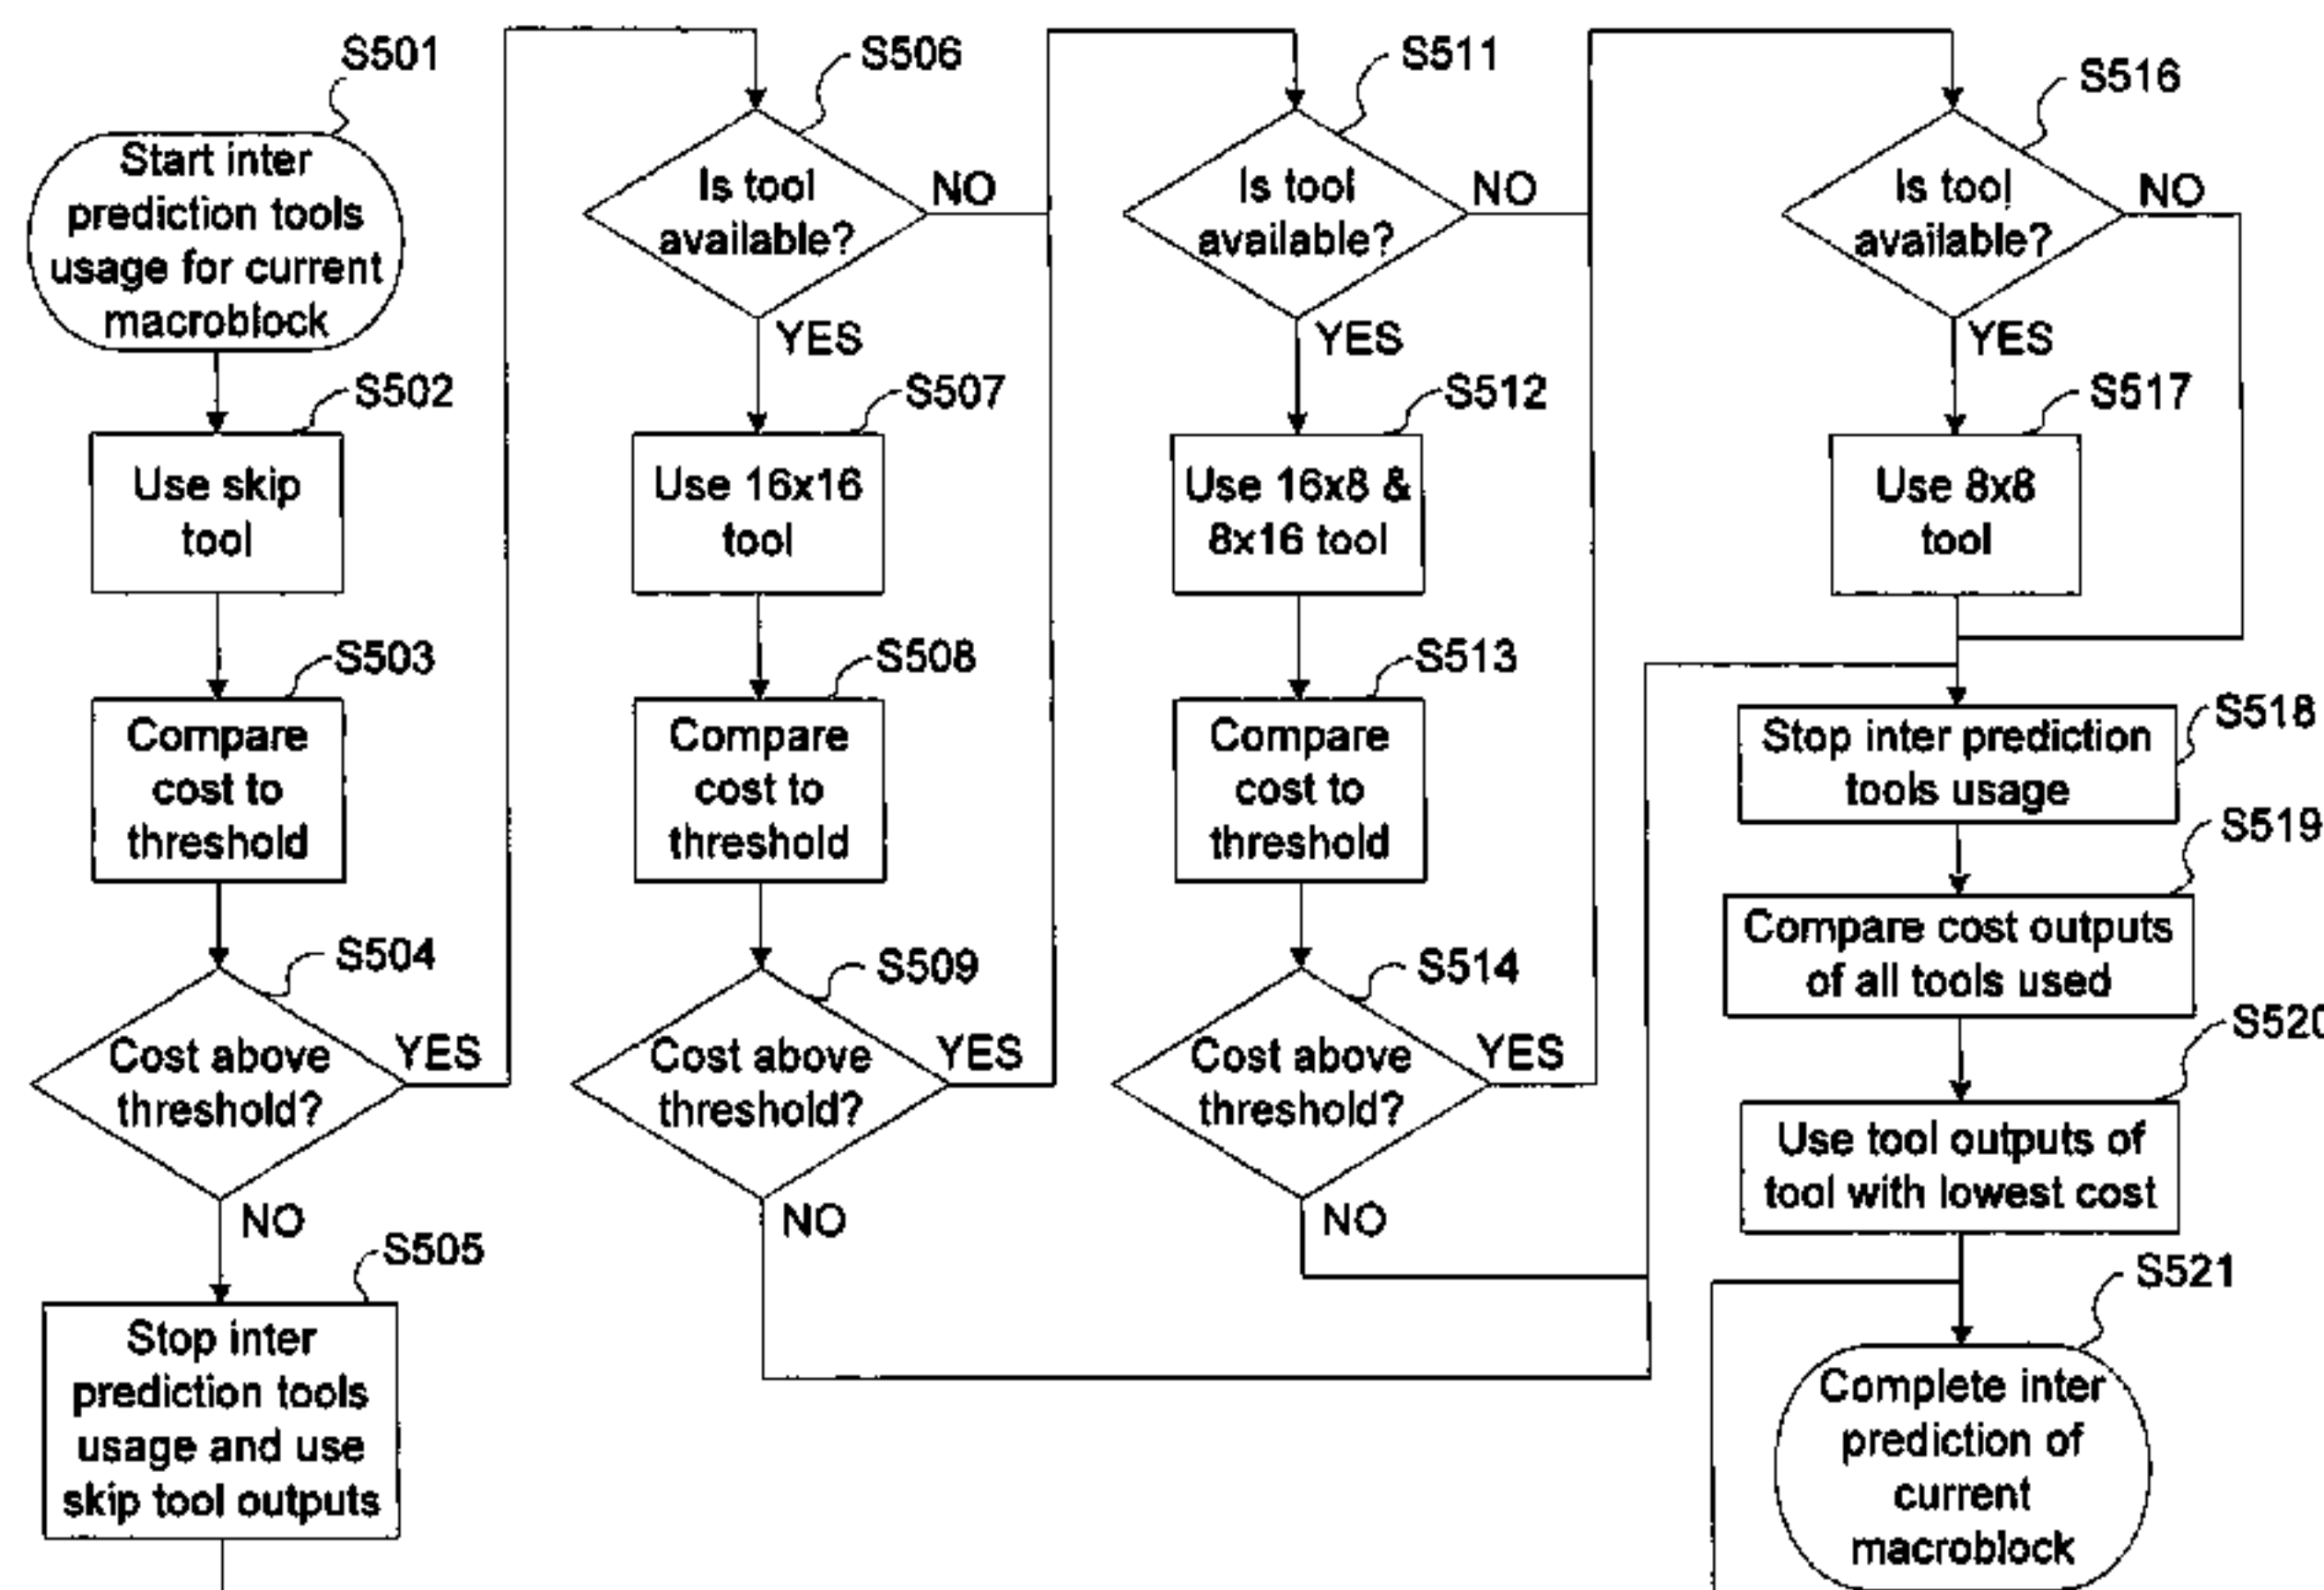 S501
Start inter
prediction tools
usage for current
macroblock
S502
Use skip
tool
S503
Compare
cost to
threshold
S504
Cost above
threshold?
YES
NO
S505
Stop inter
prediction tools
usage and use
skip tool outputs
S506
Is tool
available?
NO
YES
S507
Use 16x16
tool
S508
Compare
cost to
threshold
S509
Cost above
threshold?
YES
NO
S511
Is tool
available?
NO
YES
S512
Use 16x8 &
8x16 tool
S513
Compare
cost to
threshold
S514
Cost above
threshold?
YES
NO
S516
Is tool
available?
NO
YES
S517
Use 8x8
tool
S518
Stop inter prediction
tools usage
S519
Compare cost outputs
of all tools used
S520
Use tool outputs of
tool with lowest cost
S521
Complete inter
prediction of
current
macroblock